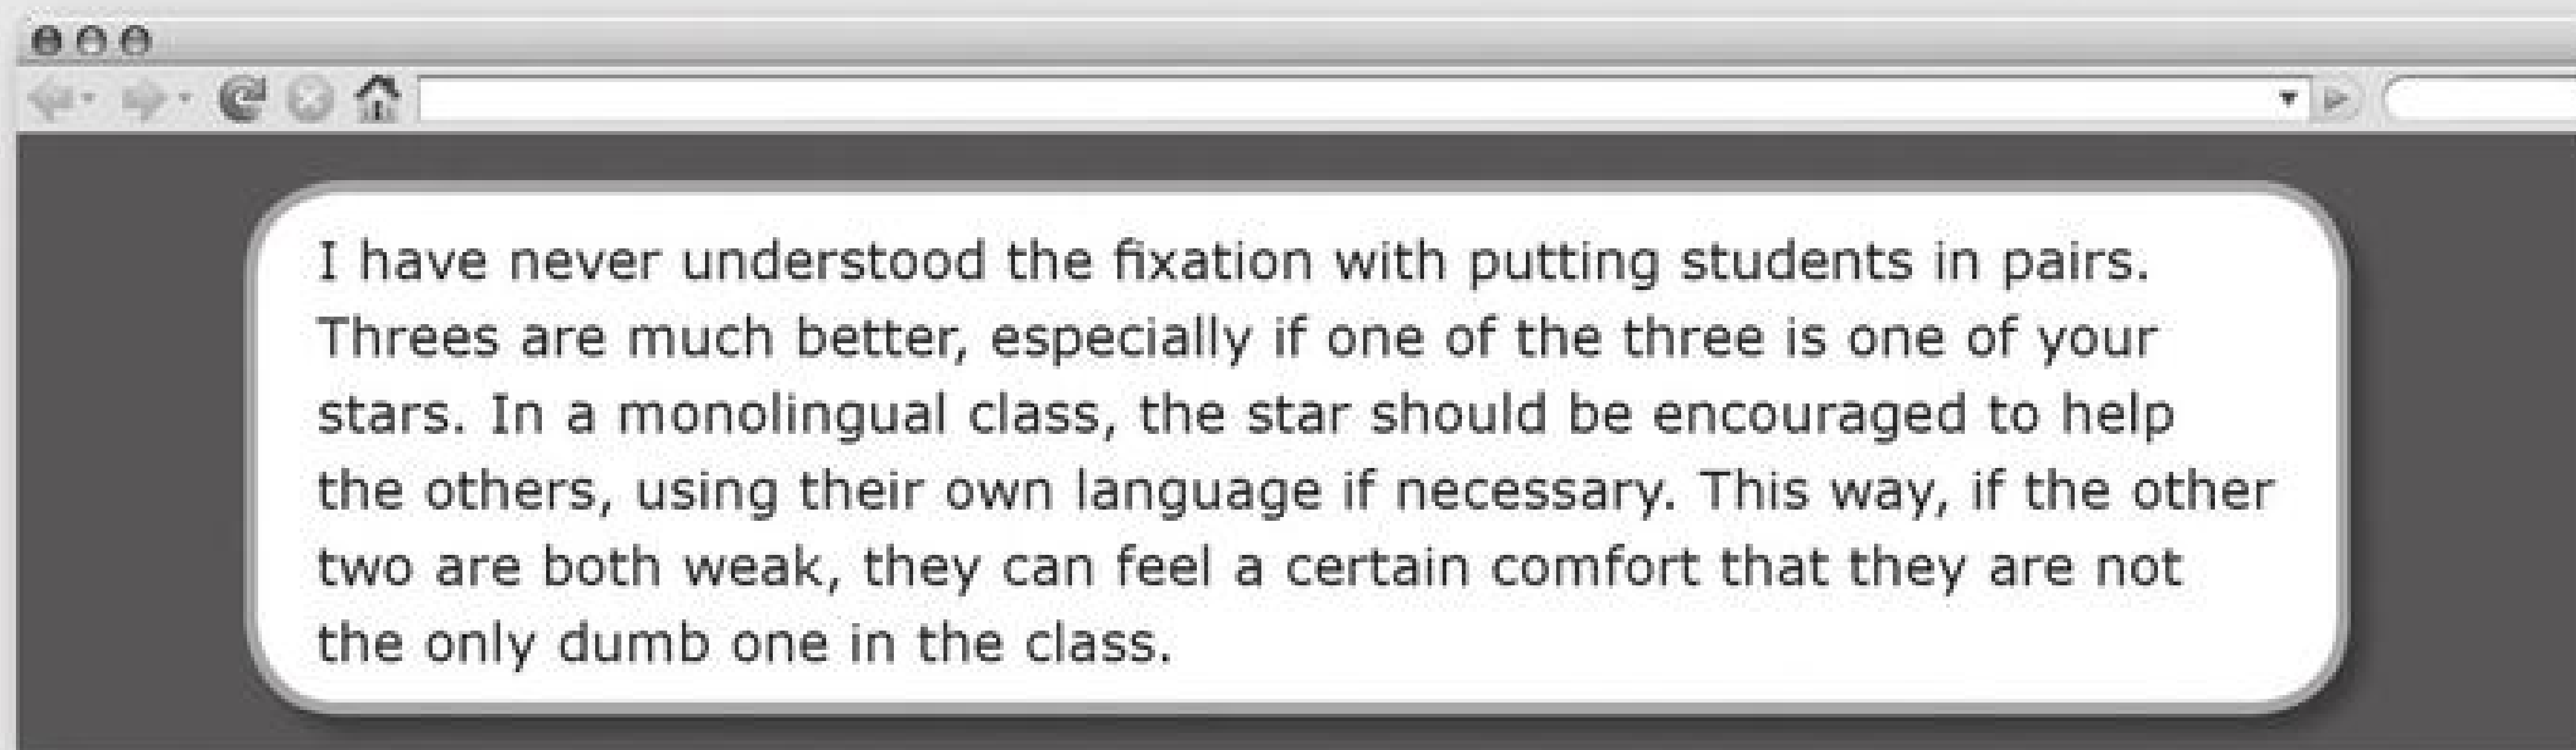 I have never understood the fixation with putting students in pairs.
Threes are much better, especially if one of the three is one of your
stars. In a monolingual class, the star should be encouraged to help
the others, using their own language if necessary. This way, if the other
two are both weak, they can feel a certain comfort that they are not
the only dumb one in the class.